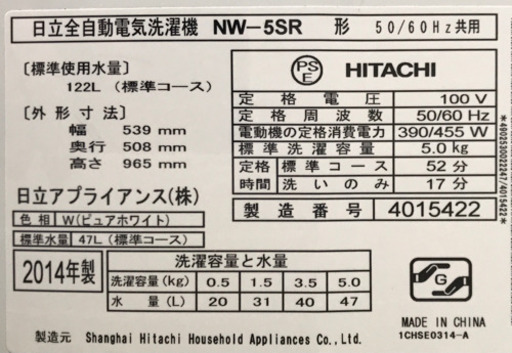 日立全自動電気洗濯機 NW-5SR 形 50/60Hz共用
〔標準使用水量〕
122L (標準コース)
〔外形寸法〕
幅 539 mm
奥行 508 mm
高さ 965 mm
日立アプライアンス(株)
色相 W(ピュアホワイト)
標準水量 47L (標準コース)
PSE HITACHI
定格電圧 100 V
定格周波数 50/60 Hz
電動機の定格消費電力 390/455 W
標準洗濯容量 5.0kg
定格時間 標準コース 52分
洗いのみ 17分
製造番号 4015422
*4902530022247/4015422*
2014年製
洗濯容量と水量
洗濯容量(kg) 0.5 1.5 3.5 5.0
水量(L) 20 31 40 47
G
MADE IN CHINA
1CHSE0314-A
製造元 Shanghai Hitachi Household Appliances Co., Ltd.